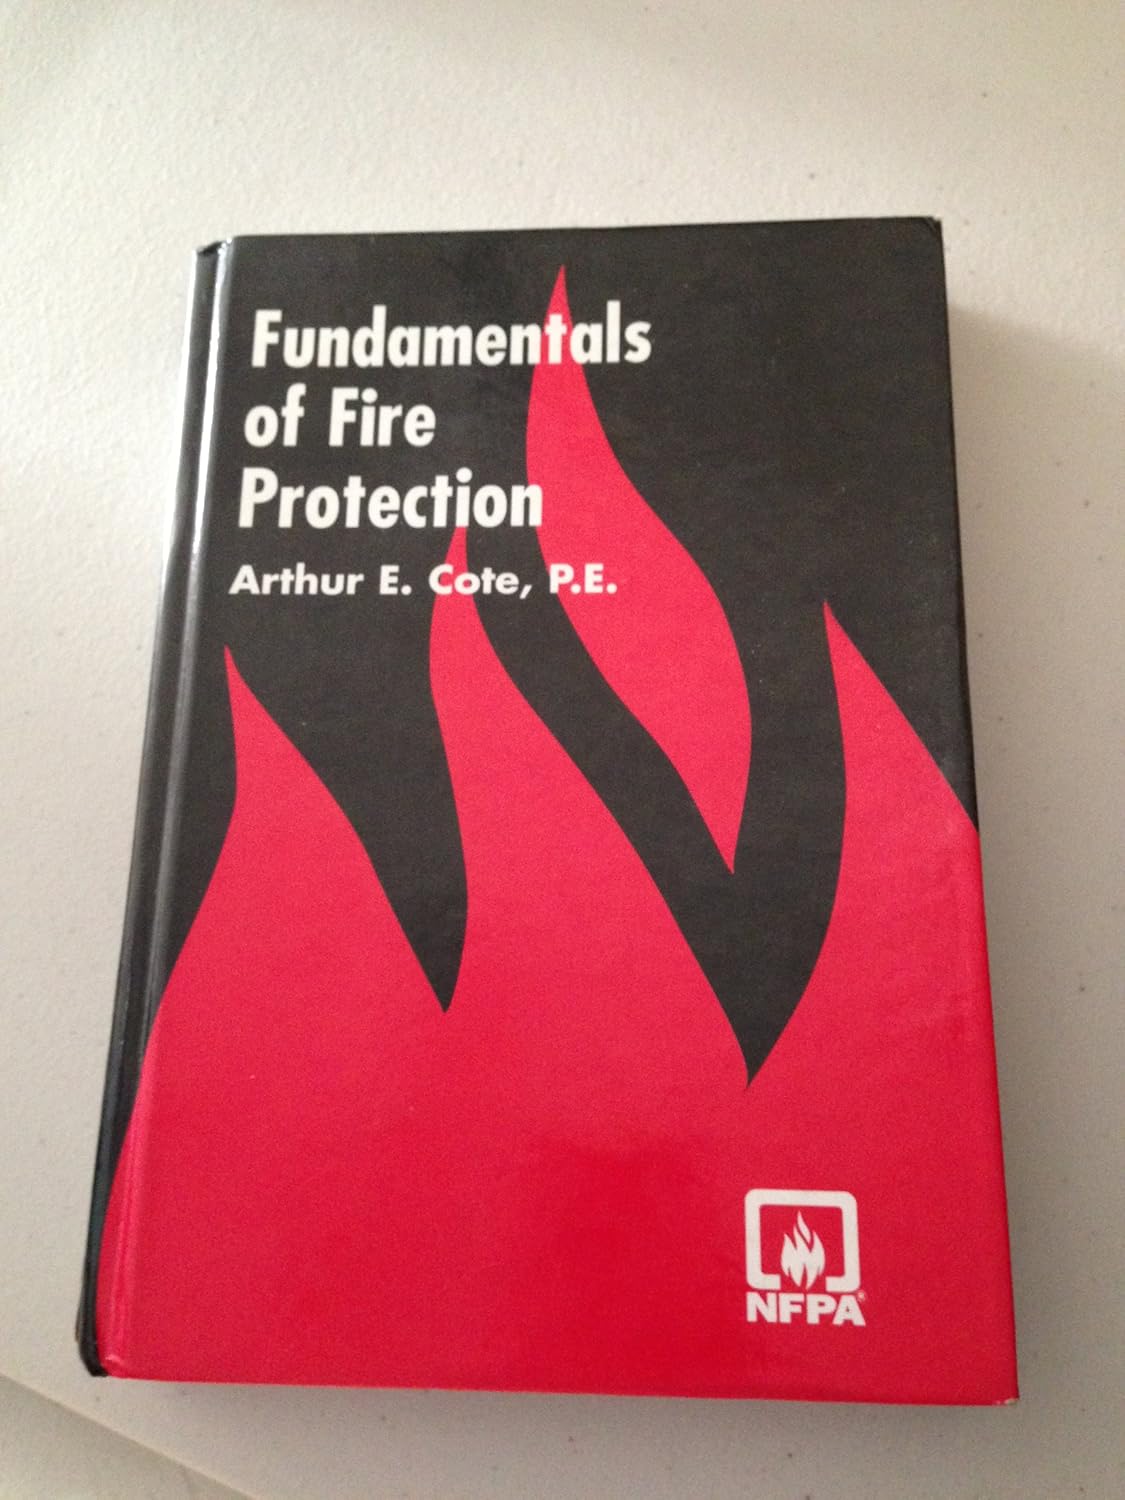 Fundamentals
of Fire
Protection
Arthur E. Cote, P.E.
NFPA®